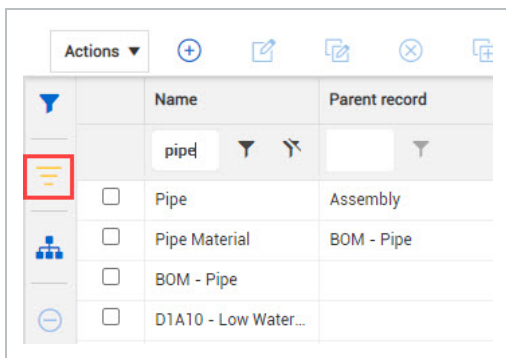 Actions
Name Parent record
pipe
Pipe Assembly
Pipe Material BOM - Pipe
BOM - Pipe
D1A10 - Low Water...